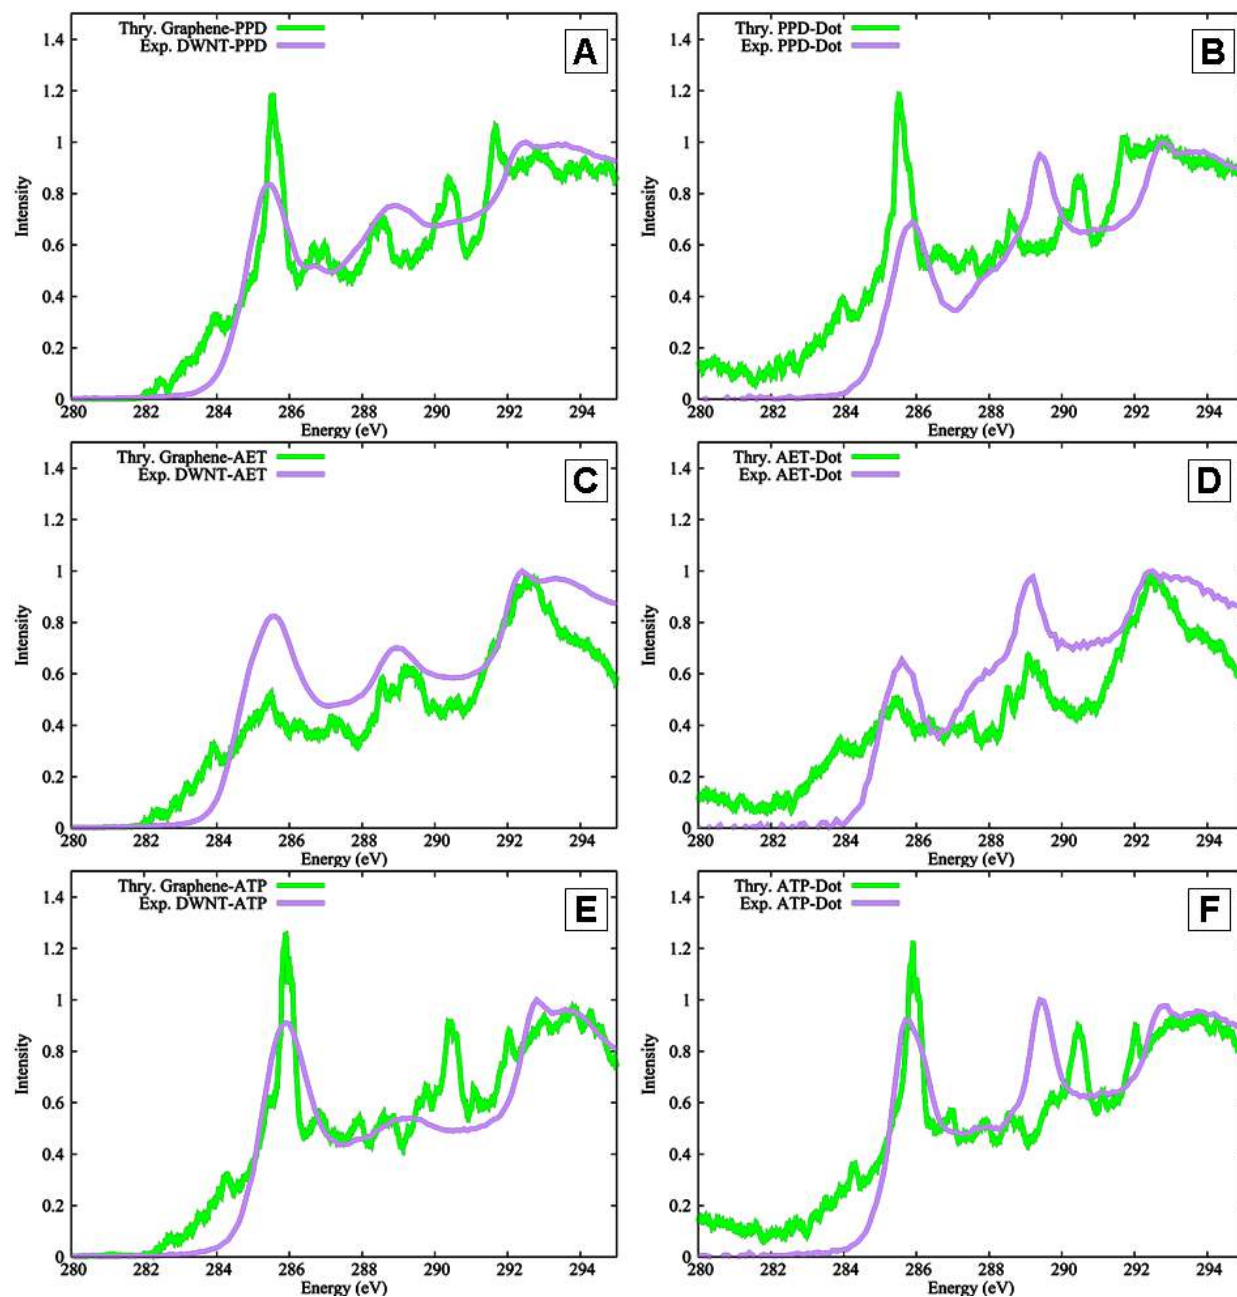 Thry. Graphene-PPD
Exp. DWNT-PPD
A
1.4
1.2
1
0.8
0.6
0.4
0.2
0
Intensity
280 282 284 286 288 290 292 294
Energy (eV)
Thry. PPD-Dot
Exp. PPD-Dot
B
1.4
1.2
1
0.8
0.6
0.4
0.2
0
Intensity
280 282 284 286 288 290 292 294
Energy (eV)
Thry. Graphene-AET
Exp. DWNT-AET
C
1.4
1.2
1
0.8
0.6
0.4
0.2
0
Intensity
280 282 284 286 288 290 292 294
Energy (eV)
Thry. AET-Dot
Exp. AET-Dot
D
1.4
1.2
1
0.8
0.6
0.4
0.2
0
Intensity
280 282 284 286 288 290 292 294
Energy (eV)
Thry. Graphene-ATP
Exp. DWNT-ATP
E
1.4
1.2
1
0.8
0.6
0.4
0.2
0
Intensity
280 282 284 286 288 290 292 294
Energy (eV)
Thry. ATP-Dot
Exp. ATP-Dot
F
1.4
1.2
1
0.8
0.6
0.4
0.2
0
Intensity
280 282 284 286 288 290 292 294
Energy (eV)